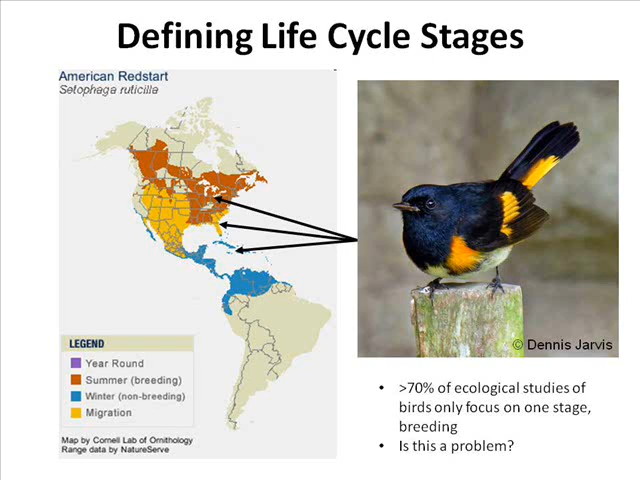 Defining Life Cycle Stages
American Redstart
Setophaga ruticilla
LEGEND
Year Round
Summer (breeding)
Winter (non-breeding)
Migration
Map by Cornell Lab of Ornithology
Range data by NatureServe
© Dennis Jarvis
• >70% of ecological studies of
birds only focus on one stage,
breeding
• Is this a problem?